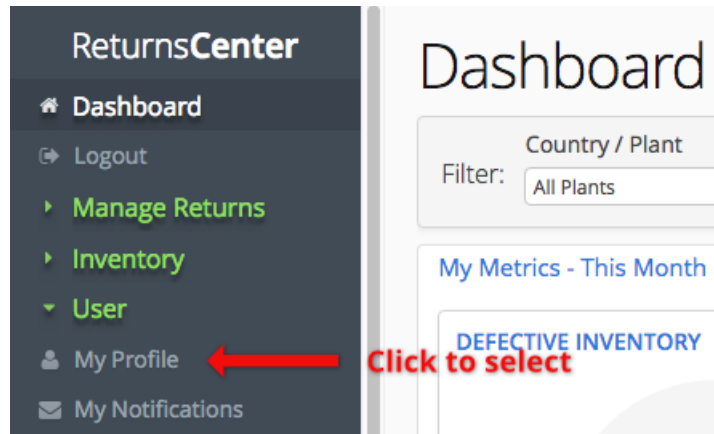 ReturnsCenter
Dashboard
Logout
Manage Returns
Inventory
User
My Profile
My Notifications
Dashboard
Country / Plant
Filter:
All Plants
My Metrics - This Month
DEFECTIVE INVENTORY
Click to select